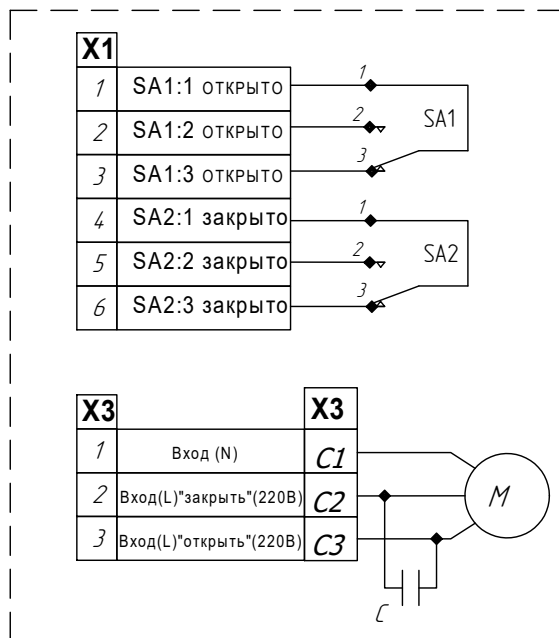 X1
1 SA1:1 открыто 1
2 SA1:2 открыто 2 SA1
3 SA1:3 открыто 3
4 SA2:1 закрыто 1
5 SA2:2 закрыто 2 SA2
6 SA2:3 закрыто 3
X3 X3
1 Вход (N) C1
2 Вход(L)"закрыть"(220В) C2 M
3 Вход(L)"открыть"(220В) C3
C